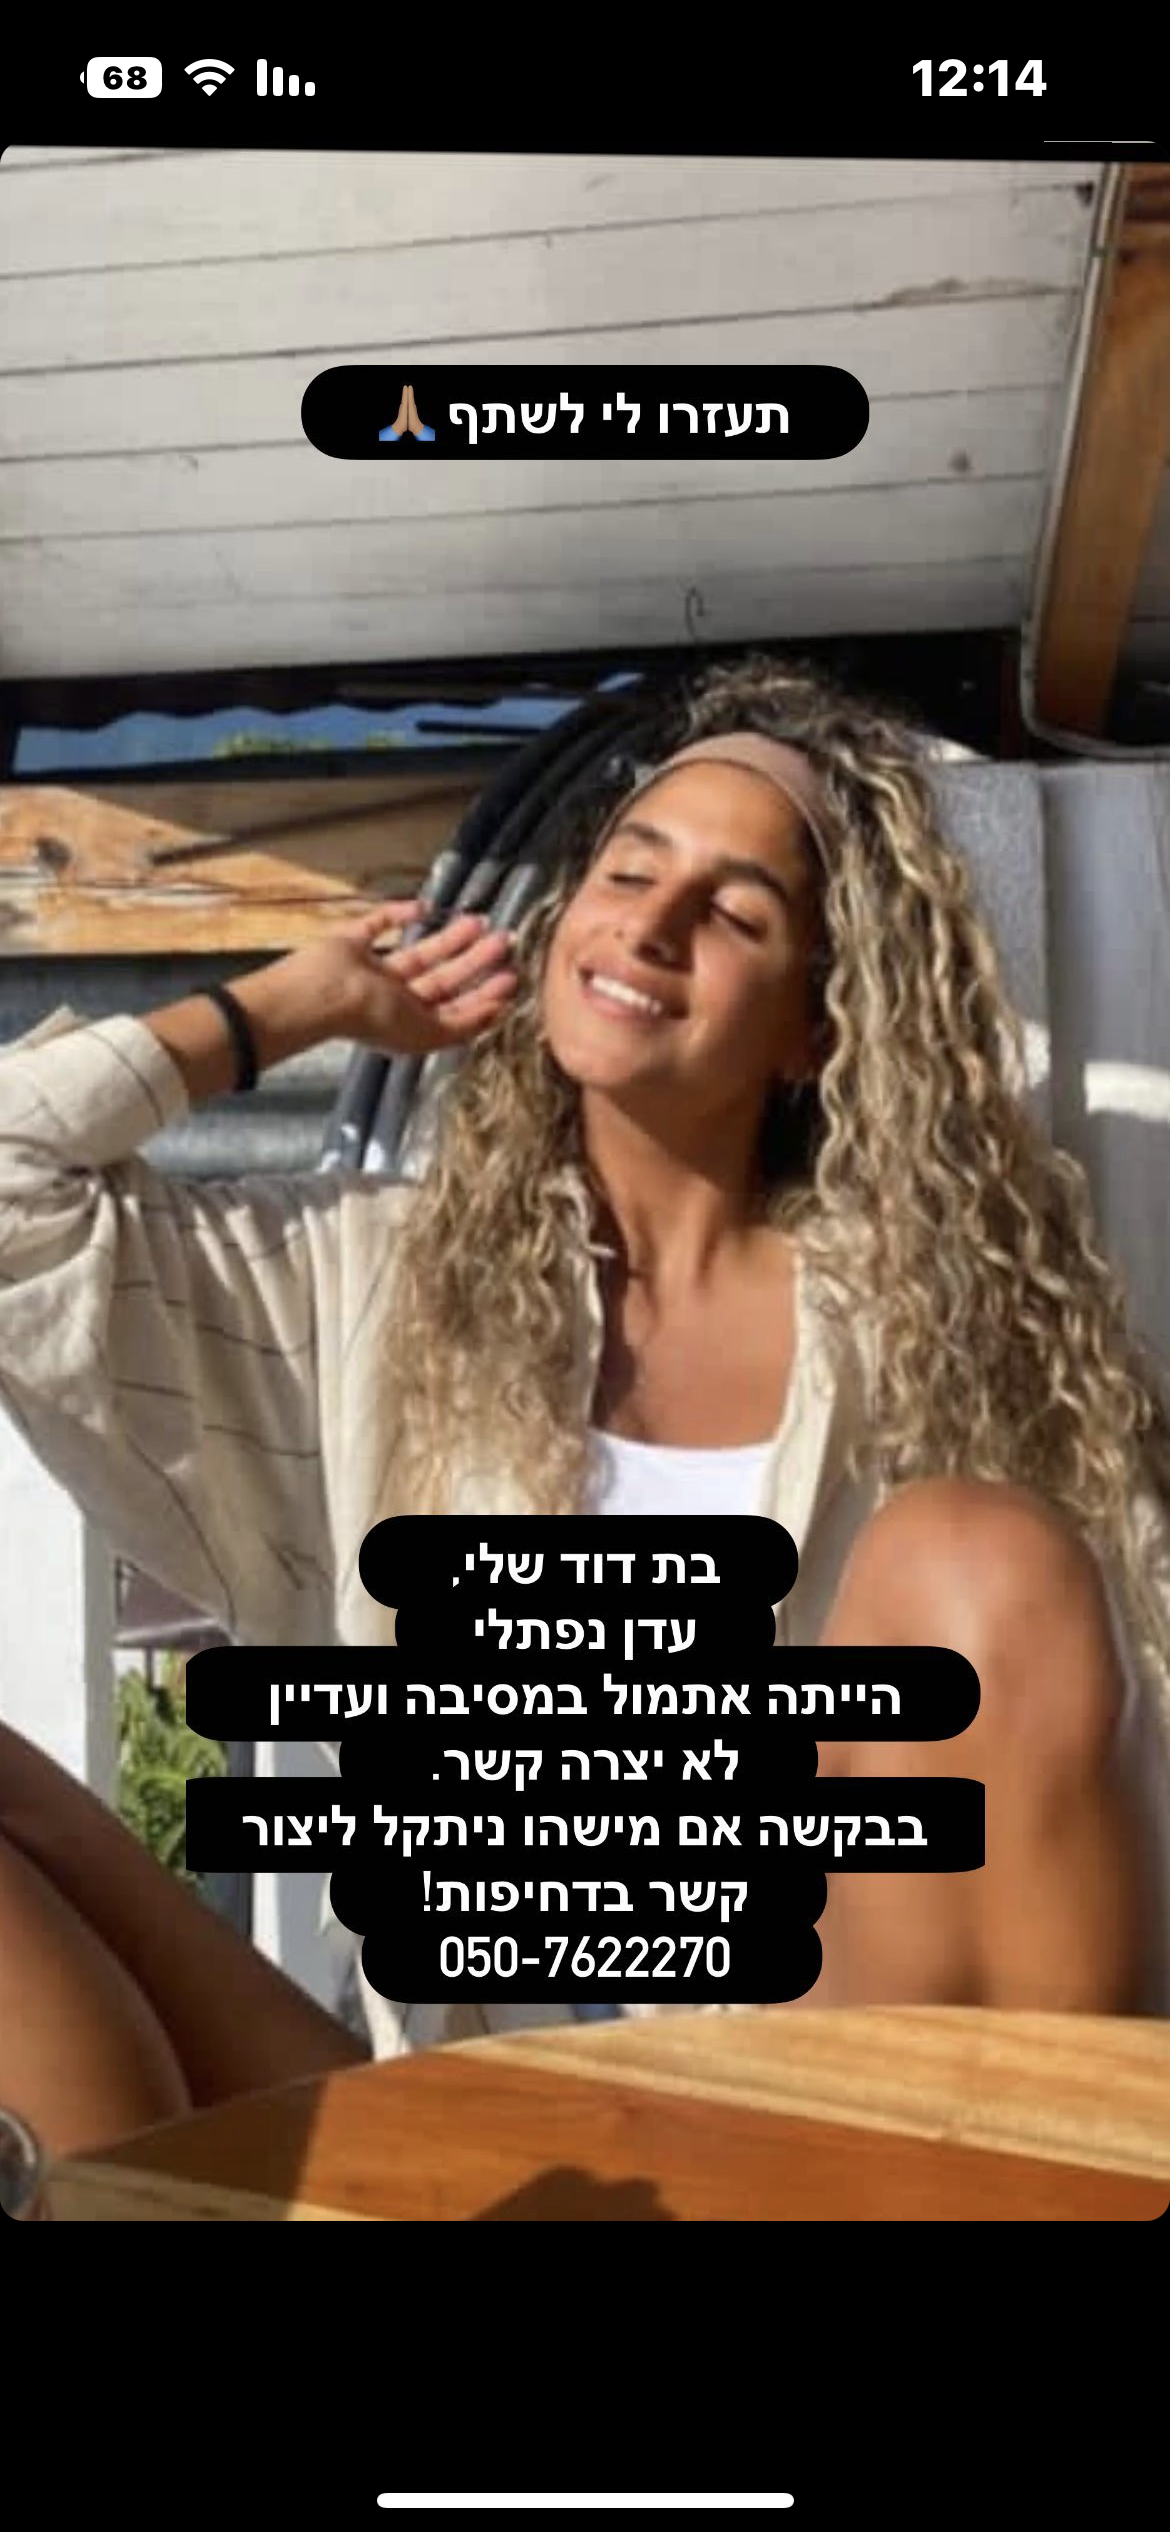 68
12:14
תעזרו לי לשתף 🙏🏽
בת דוד שלי,
עדן נפתלי
הייתה אתמול במסיבה ועדיין
לא יצרה קשר.
בבקשה אם מישהו ניתקל ליצור
קשר בדחיפות!
050-7622270